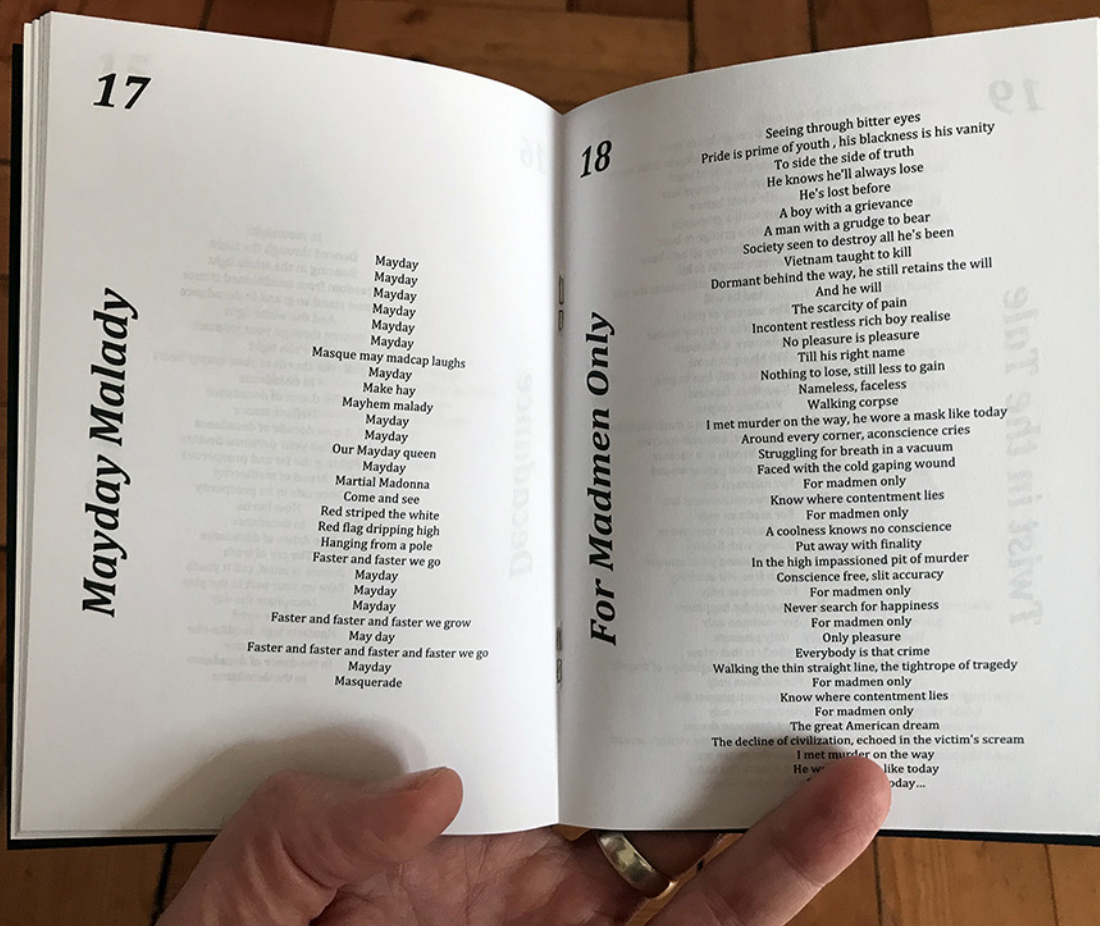 17
Mayday Malady
Mayday
Mayday
Mayday
Mayday
Mayday
Mayday
Masque may madcap laughs
Mayday
Make hay
Mayhem malady
Mayday
Mayday
Our Mayday queen
Mayday
Martial Madonna
Come and see
Red striped the white
Red flag dripping high
Hanging from a pole
Faster and faster we go
Mayday
Mayday
Mayday
Faster and faster and faster we grow
May day
Faster and faster and faster and faster we go
Mayday
Masquerade
18
For Madmen Only
Seeing through bitter eyes
Pride is prime of youth , his blackness is his vanity
To side the side of truth
He knows he'll always lose
He's lost before
A boy with a grievance
A man with a grudge to bear
Society seen to destroy all he's been
Vietnam taught to kill
Dormant behind the way, he still retains the will
And he will
The scarcity of pain
Incontent restless rich boy realise
No pleasure is pleasure
Till his right name
Nothing to lose, still less to gain
Nameless, faceless
Walking corpse
I met murder on the way, he wore a mask like today
Around every corner, aconscience cries
Struggling for breath in a vacuum
Faced with the cold gaping wound
For madmen only
Know where contentment lies
For madmen only
A coolness knows no conscience
Put away with finality
In the high impassioned pit of murder
Conscience free, slit accuracy
For madmen only
Never search for happiness
For madmen only
Only pleasure
Everybody is that crime
Walking the thin straight line, the tightrope of tragedy
For madmen only
Know where contentment lies
For madmen only
The great American dream
The decline of civilization, echoed in the victim's scream
I met murder on the way
He like today
19
Twist in the Tale
16
Decadance